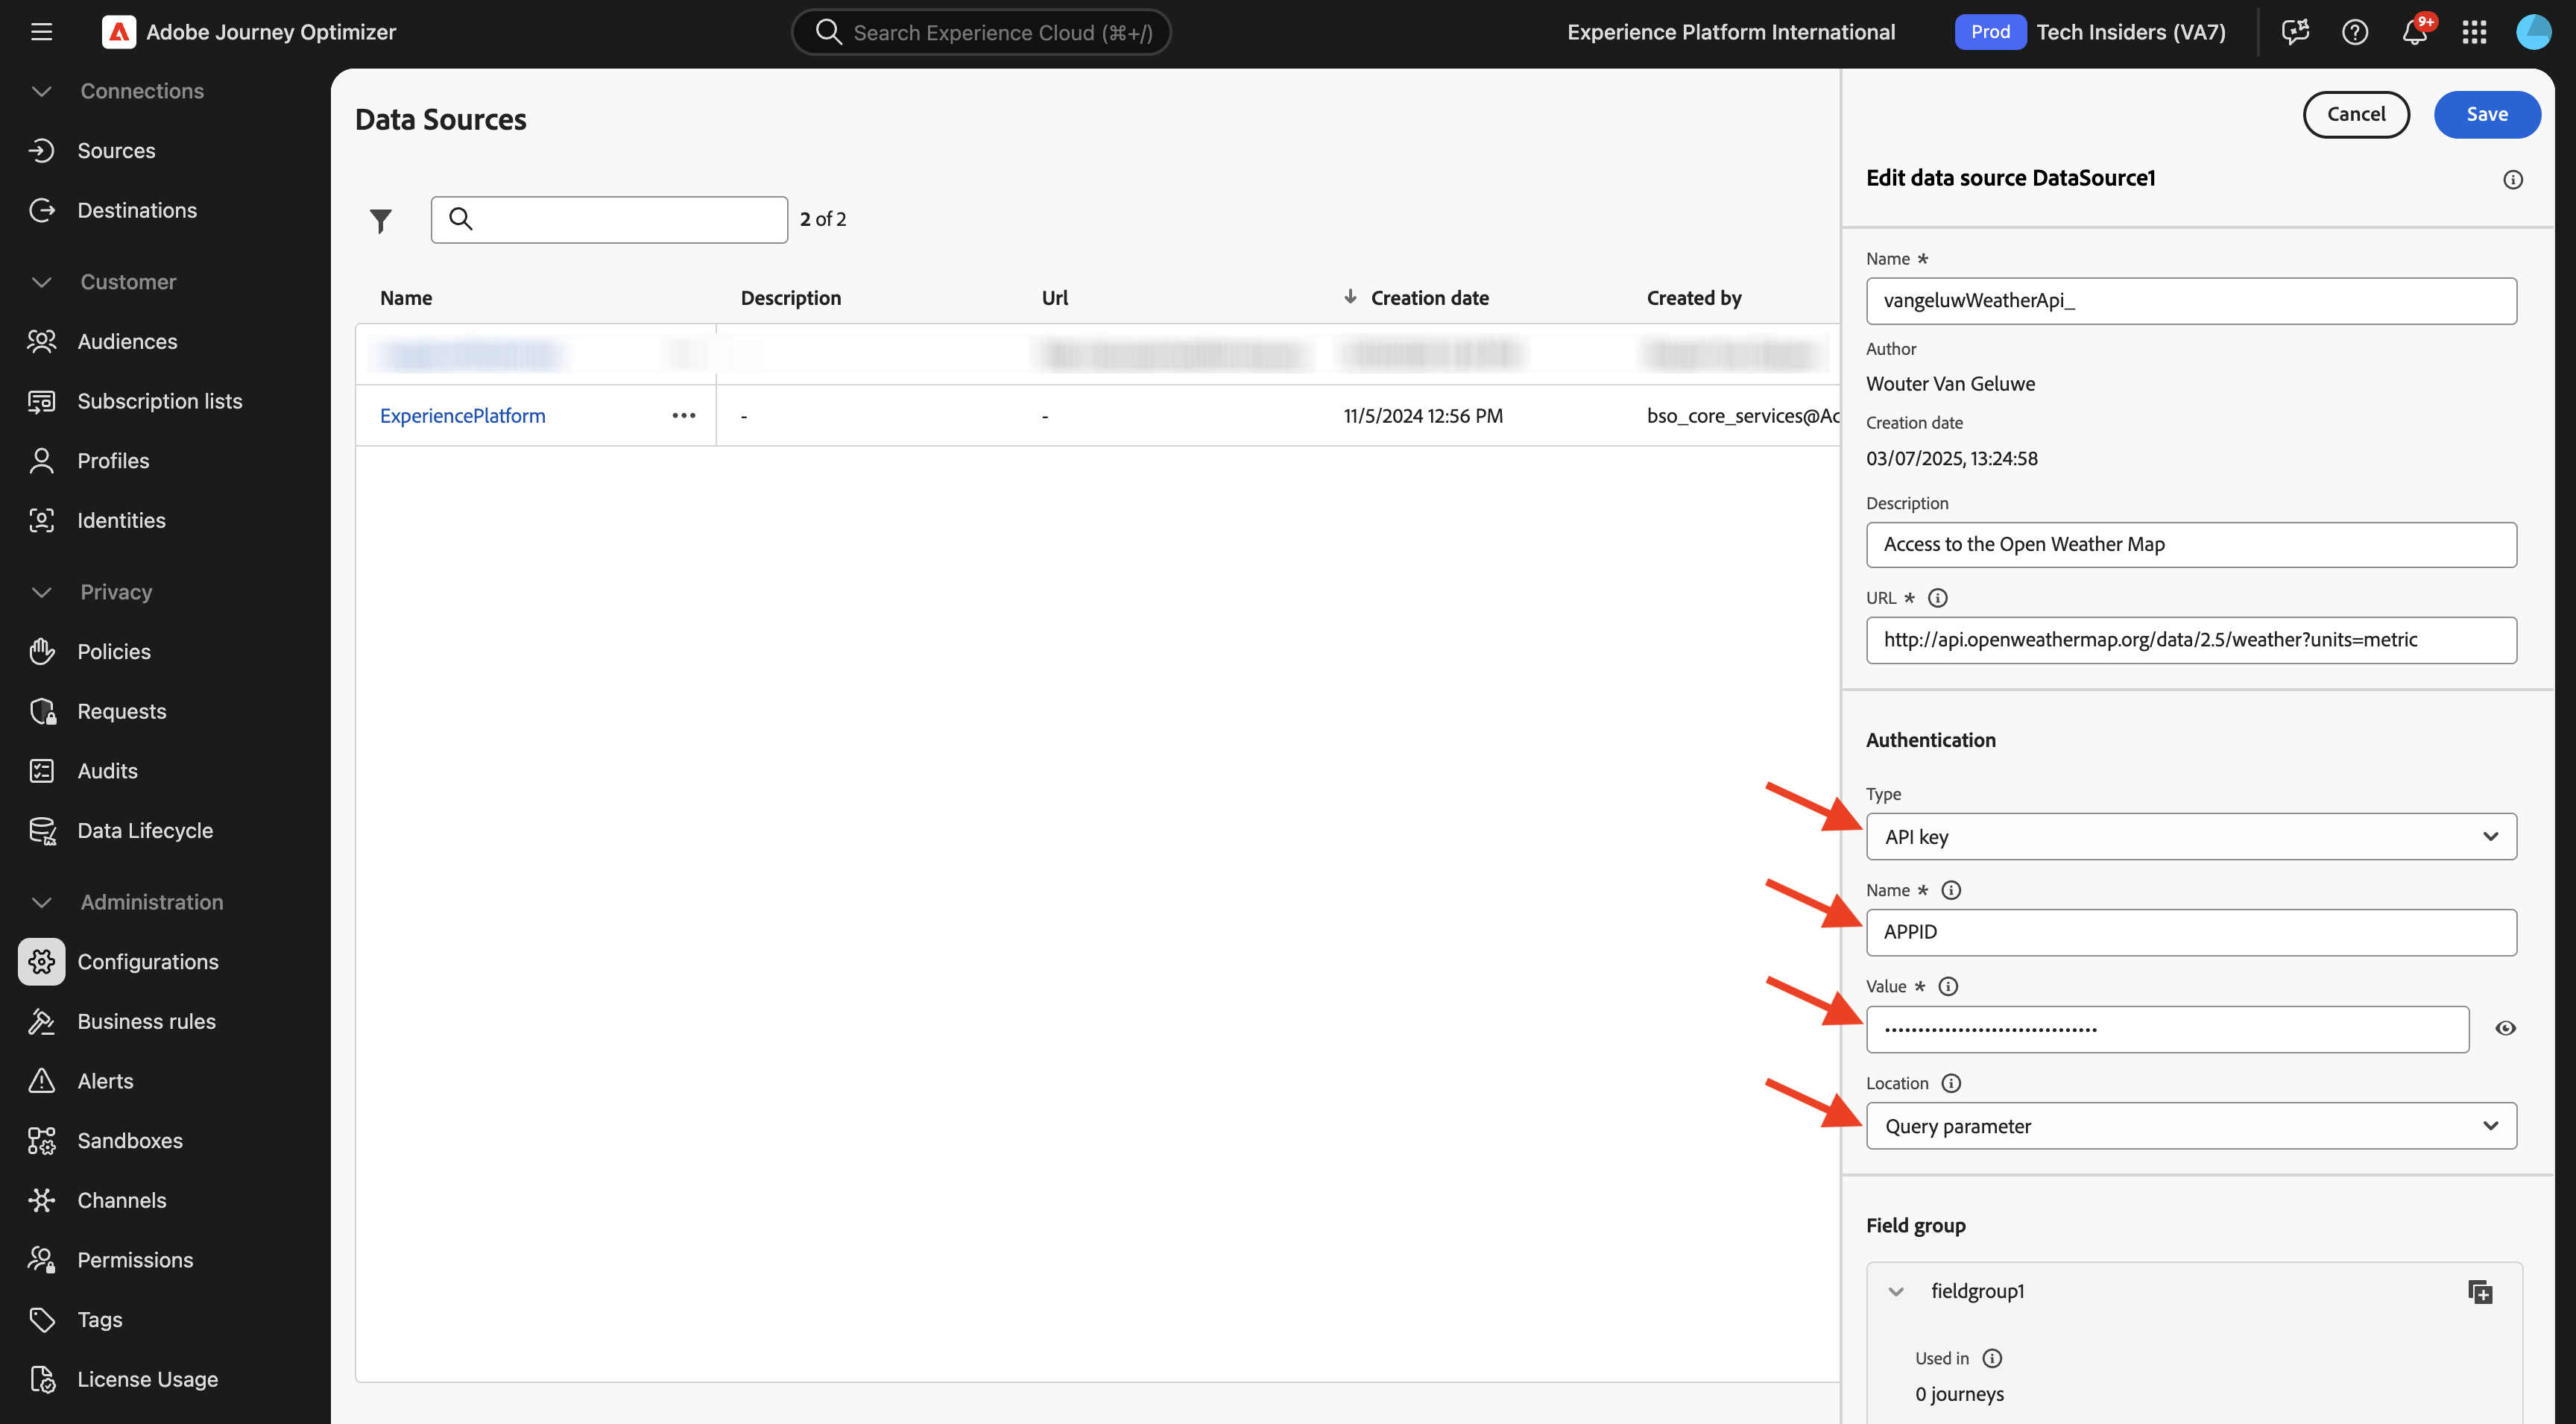 Adobe Journey Optimizer
Search Experience Cloud (⌘+/)
Experience Platform International
Prod
Tech Insiders (VA7)
9+
Connections
Sources
Destinations
Customer
Audiences
Subscription lists
Profiles
Identities
Privacy
Policies
Requests
Audits
Data Lifecycle
Administration
Configurations
Business rules
Alerts
Sandboxes
Channels
Permissions
Tags
License Usage
Data Sources
2 of 2
Name Description Url Creation date Created by
ExperiencePlatform - - 11/5/2024 12:56 PM bso_core_services@Ac
Cancel
Save
Edit data source DataSource1
Name *
vangeluwWeatherApi_
Author
Wouter Van Geluwe
Creation date
03/07/2025, 13:24:58
Description
Access to the Open Weather Map
URL *
http://api.openweathermap.org/data/2.5/weather?units=metric
Authentication
Type
API key
Name *
APPID
Value *
••••••••••••••••••••••••••••••••
Location
Query parameter
Field group
fieldgroup1
Used in
0 journeys